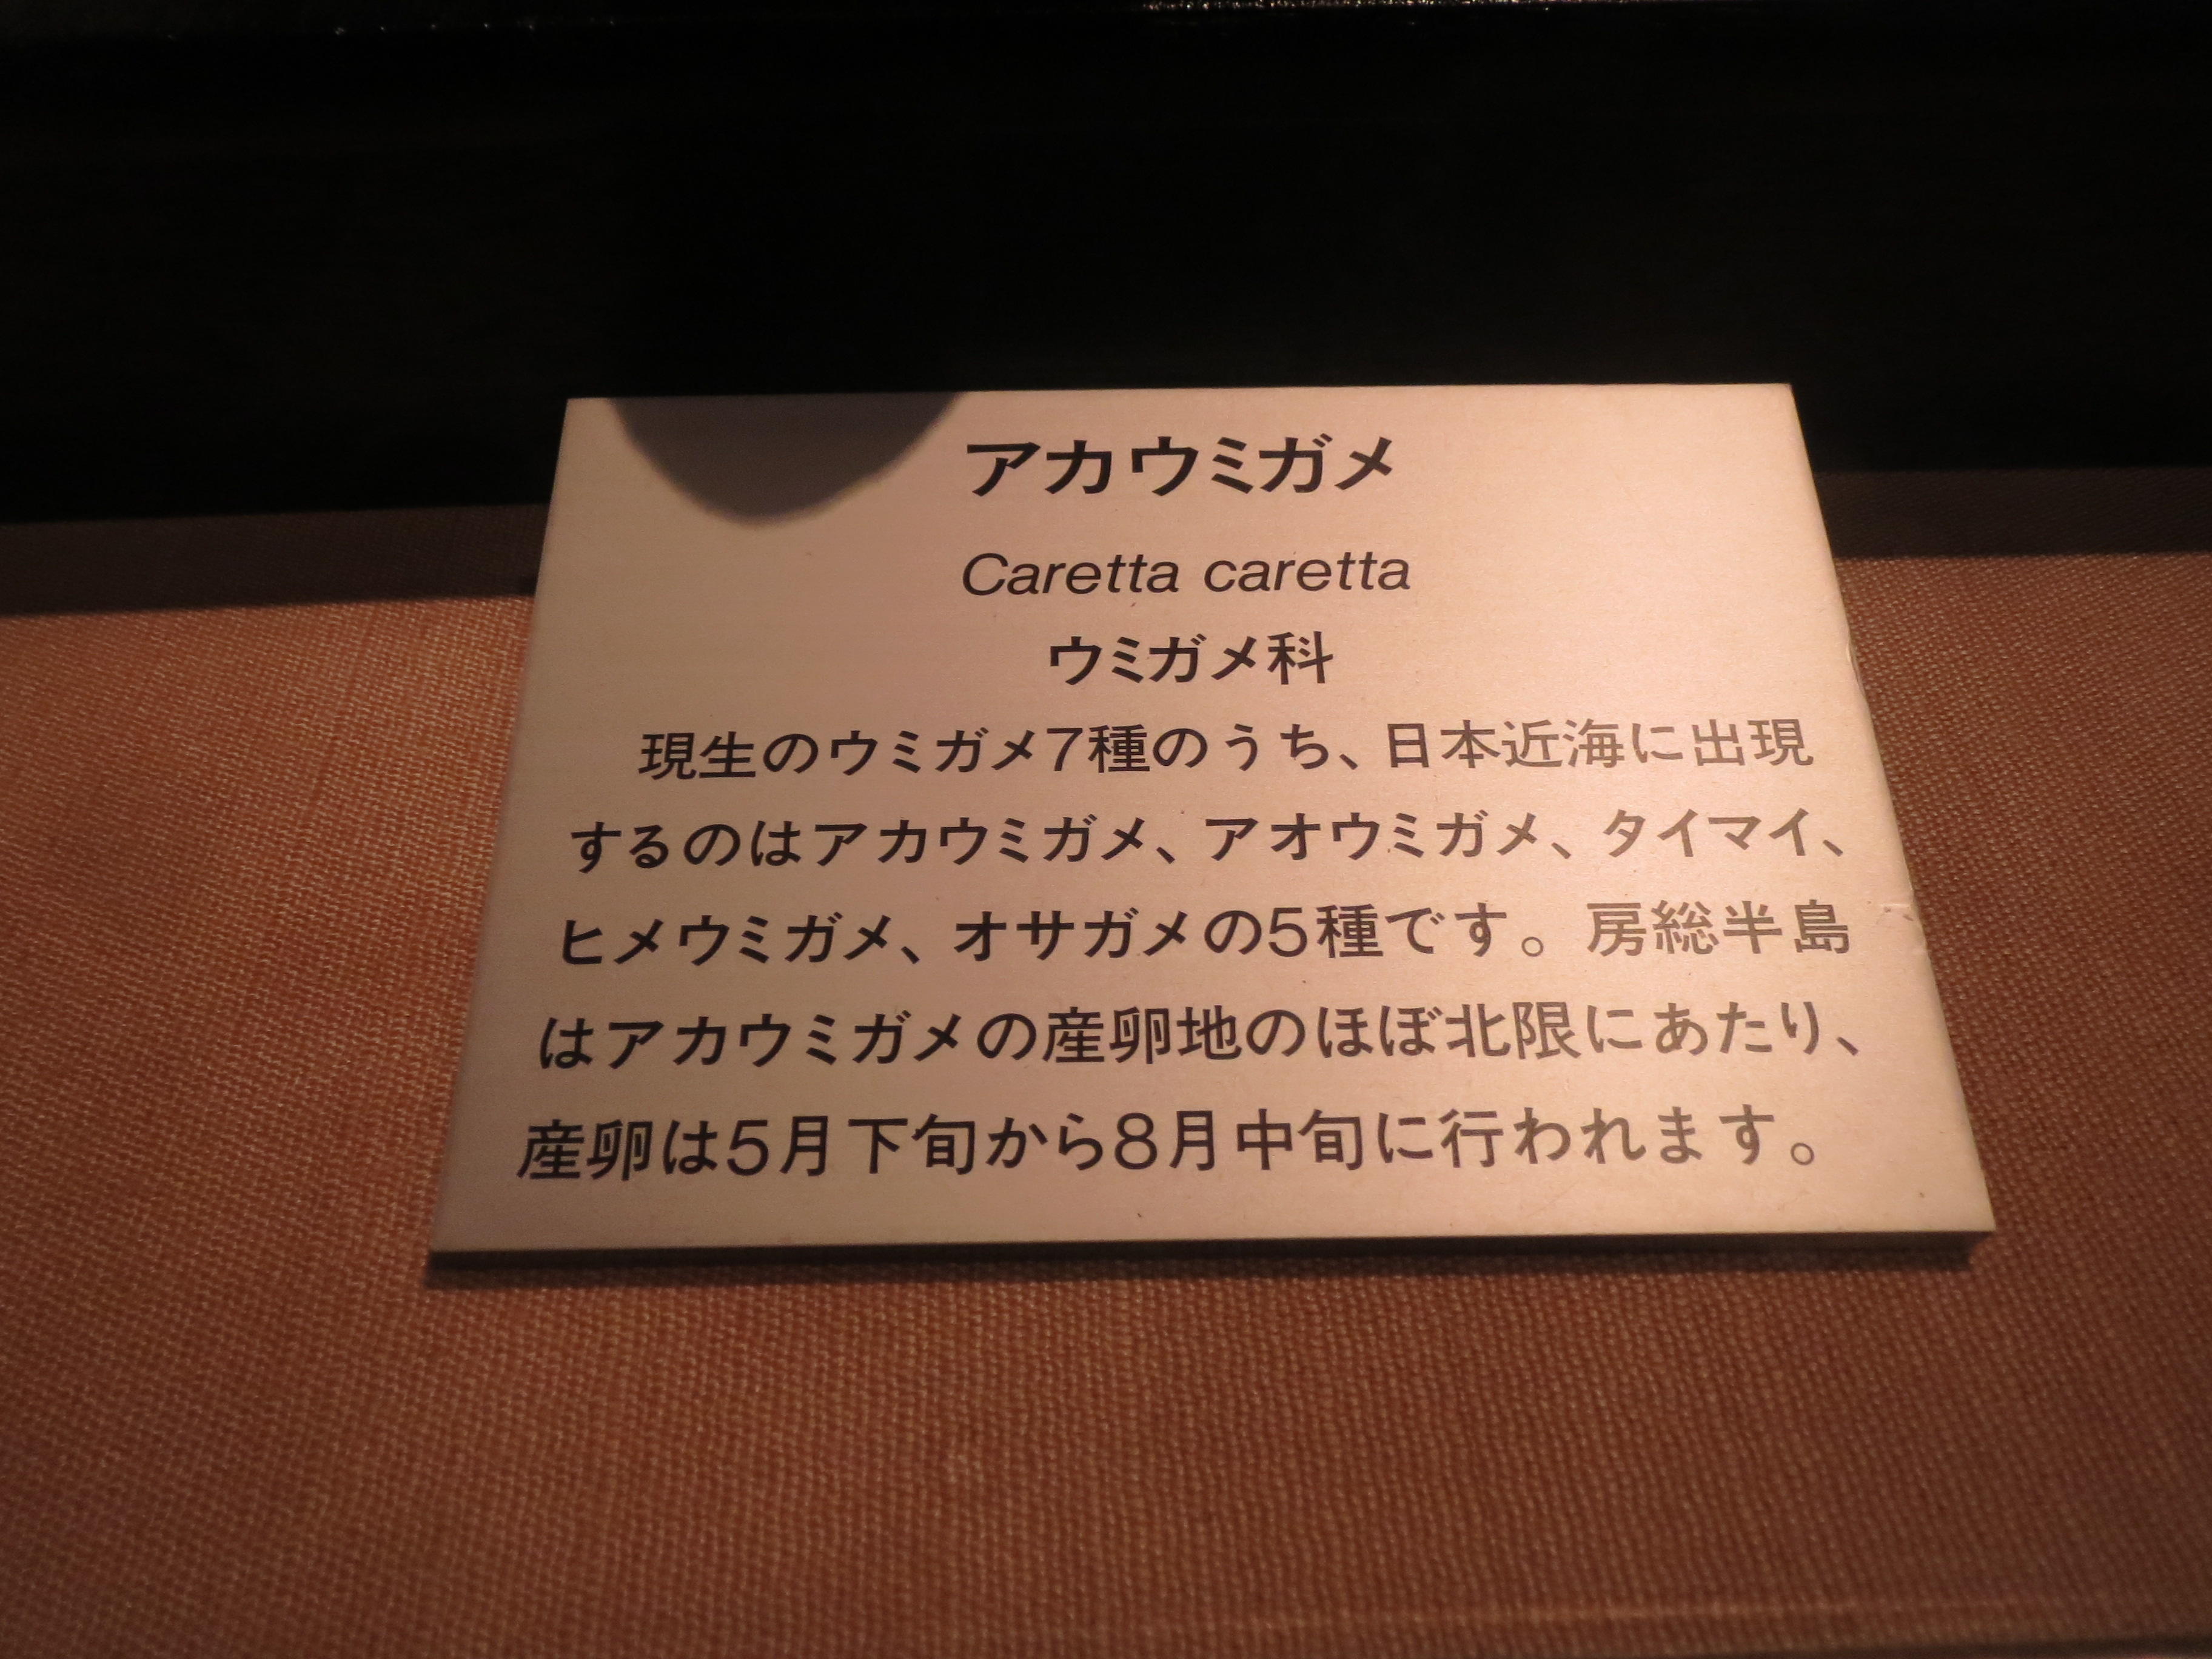 アカウミガメ
Caretta caretta
ウミガメ科
現生のウミガメ7種のうち、日本近海に出現
するのはアカウミガメ、アオウミガメ、タイマイ、
ヒメウミガメ、オサガメの5種です。房総半島
はアカウミガメの産卵地のほぼ北限にあたり、
産卵は5月下旬から8月中旬に行われます。